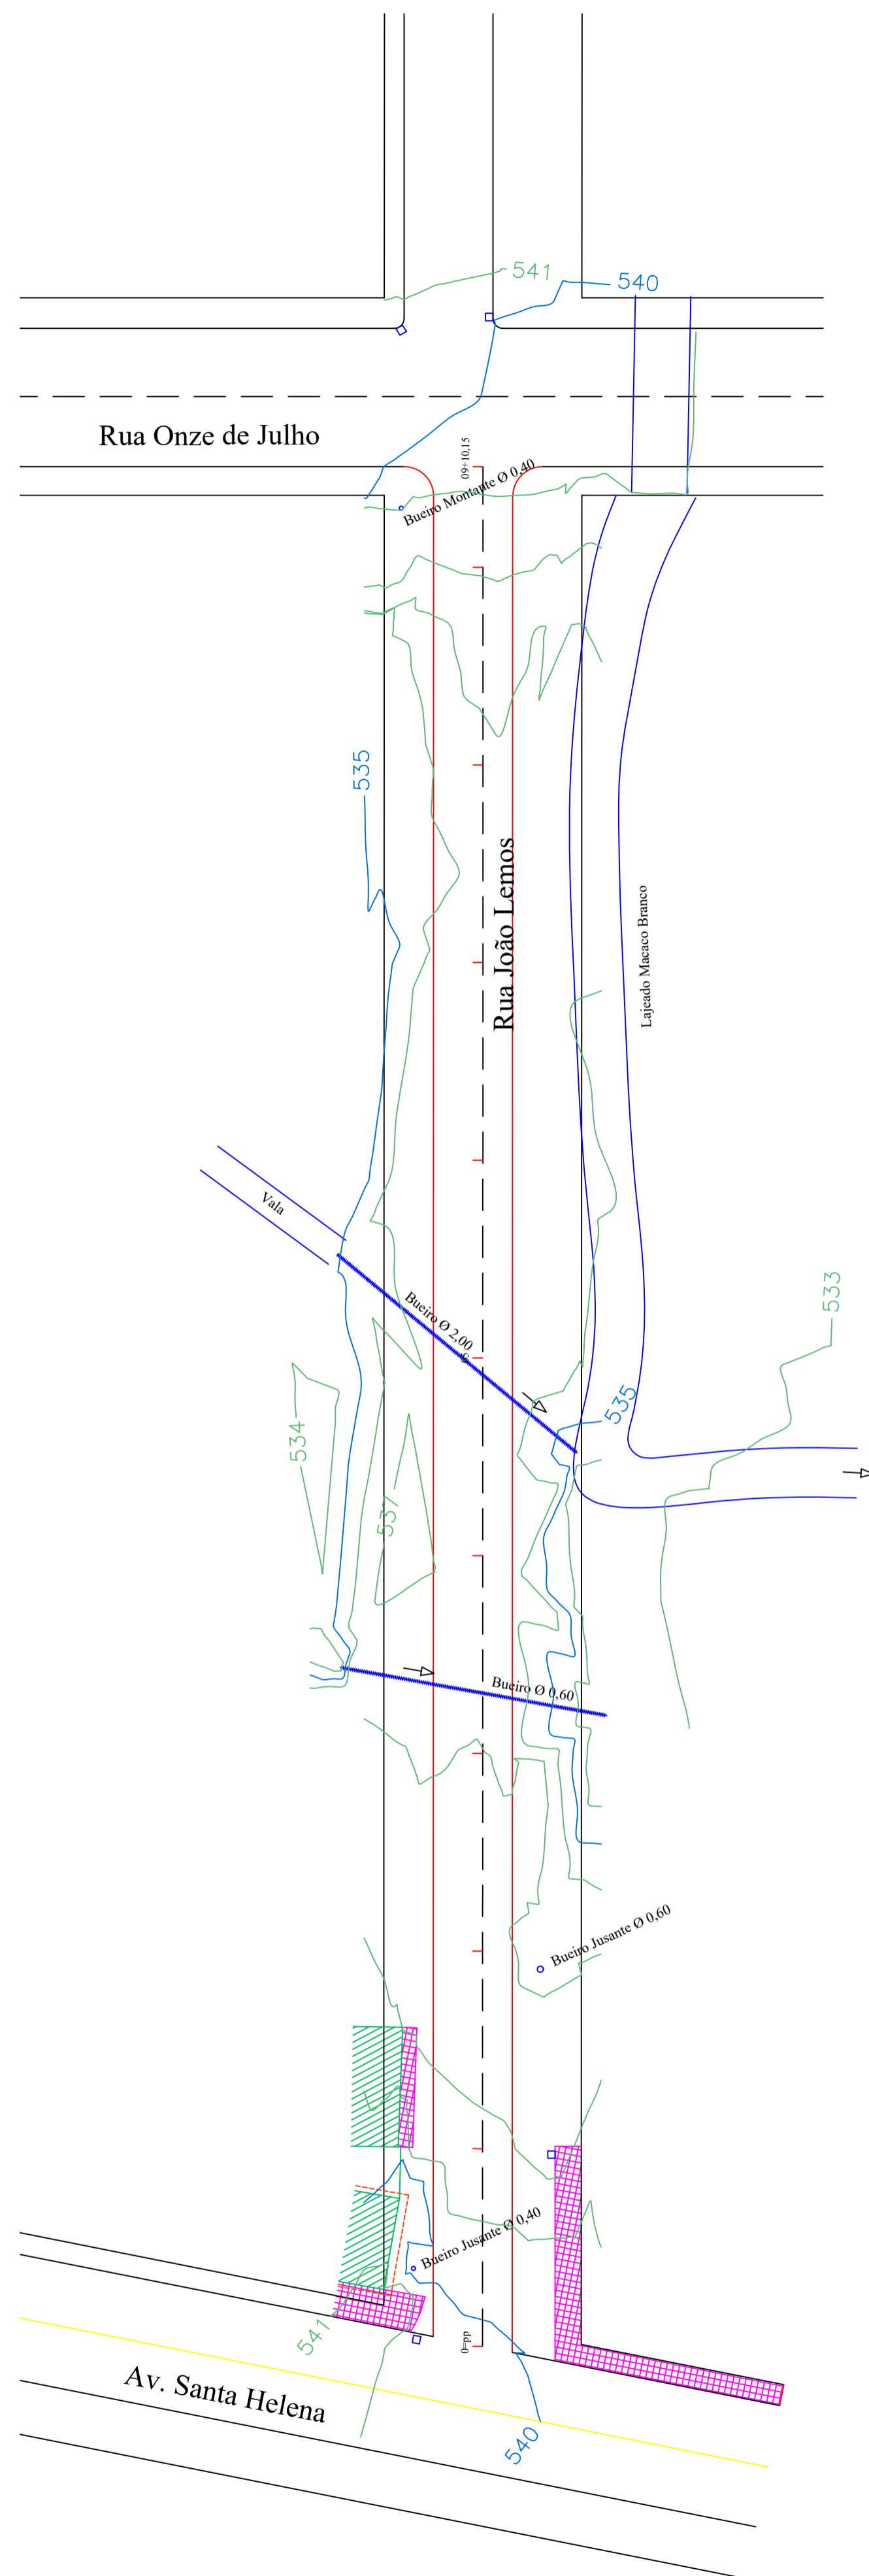 541
540
Rua Onze de Julho
09+10,15
Bueiro Montante Ø 0,40
535
Rua João Lemos
Lajeado Macaco Branco
Vala
533
Bueiro Ø 2,00
535
534
537
Bueiro Ø 0,60
Bueiro Jusante Ø 0,60
Bueiro Jusante Ø 0,40
541
0=pp
Av. Santa Helena
540